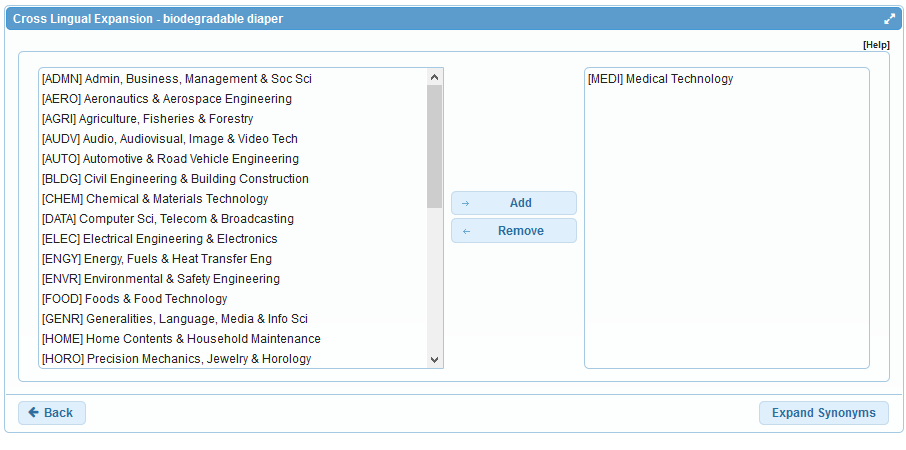 Cross Lingual Expansion - biodegradable diaper
[Help]
[ADMN] Admin, Business, Management & Soc Sci
[AERO] Aeronautics & Aerospace Engineering
[AGRI] Agriculture, Fisheries & Forestry
[AUDV] Audio, Audiovisual, Image & Video Tech
[AUTO] Automotive & Road Vehicle Engineering
[BLDG] Civil Engineering & Building Construction
[CHEM] Chemical & Materials Technology
[DATA] Computer Sci, Telecom & Broadcasting
[ELEC] Electrical Engineering & Electronics
[ENGY] Energy, Fuels & Heat Transfer Eng
[ENVR] Environmental & Safety Engineering
[FOOD] Foods & Food Technology
[GENR] Generalities, Language, Media & Info Sci
[HOME] Home Contents & Household Maintenance
[HORO] Precision Mechanics, Jewelry & Horology
Add
Remove
[MEDI] Medical Technology
Back
Expand Synonyms